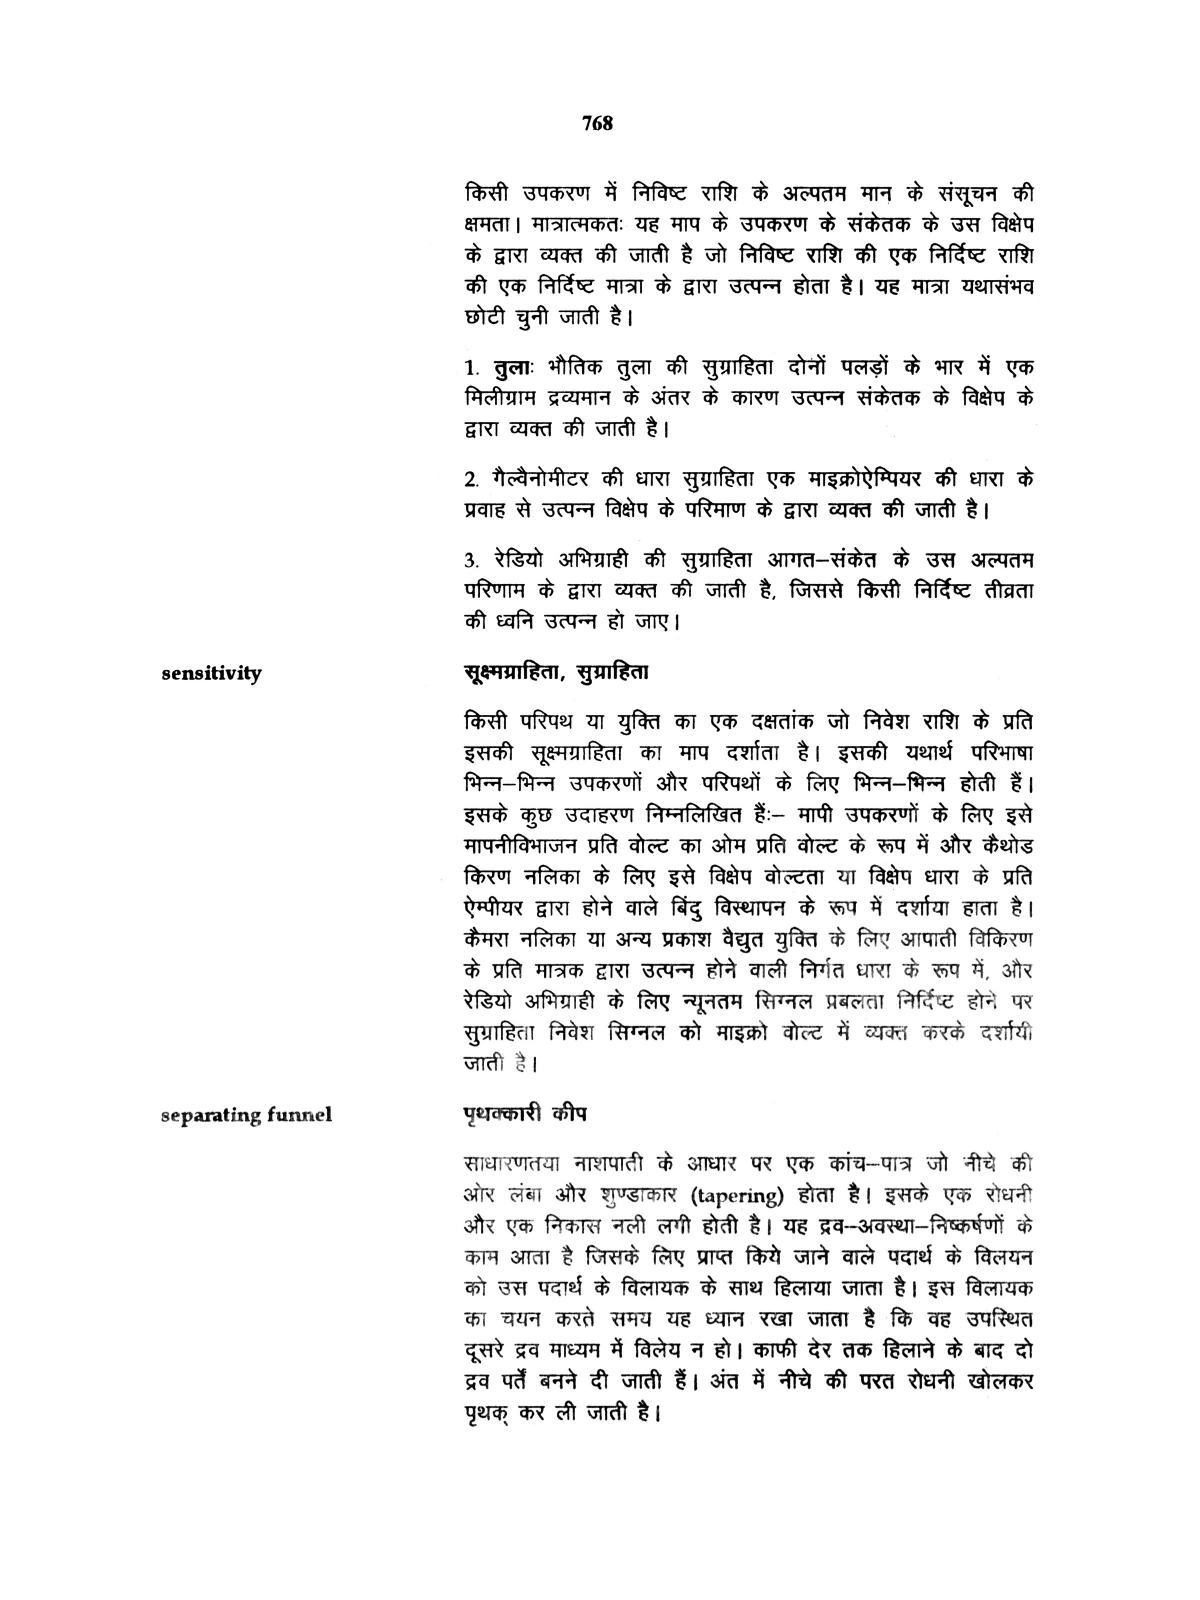 768
किसी उपकरण में निविष्ट राशि के अल्पतम मान के संसूचन की
क्षमता। मात्रात्मकतः यह माप के उपकरण के संकेतक के उस विक्षेप
के द्वारा व्यक्त की जाती है जो निविष्ट राशि की एक निर्दिष्ट राशि
की एक निर्दिष्ट मात्रा के द्वारा उत्पन्न होता है। यह मात्रा यथासंभव
छोटी चुनी जाती है।
1. तुलाः भौतिक तुला की सुग्राहिता दोनों पलड़ों के भार में एक
मिलीग्राम द्रव्यमान के अंतर के कारण उत्पन्न संकेतक के विक्षेप के
द्वारा व्यक्त की जाती है।
2. गैल्वैनोमीटर की धारा सुग्राहिता एक माइक्रोऐम्पियर की धारा के
प्रवाह से उत्पन्न विक्षेप के परिमाण के द्वारा व्यक्त की जाती है।
3. रेडियो अभिग्राही की सुग्राहिता आगत–संकेत के उस अल्पतम
परिणाम के द्वारा व्यक्त की जाती है, जिससे किसी निर्दिष्ट तीव्रता
की ध्वनि उत्पन्न हो जाए।
sensitivity सूक्ष्मग्राहिता, सुग्राहिता
किसी परिपथ या युक्ति का एक दक्षतांक जो निवेश राशि के प्रति
इसकी सूक्ष्मग्राहिता का माप दर्शाता है। इसकी यथार्थ परिभाषा
भिन्न–भिन्न उपकरणों और परिपथों के लिए भिन्न–भिन्न होती हैं।
इसके कुछ उदाहरण निम्नलिखित हैः– मापी उपकरणों के लिए इसे
मापनीविभाजन प्रति वोल्ट का ओम प्रति वोल्ट के रूप में और कैथोड
किरण नलिका के लिए इसे विक्षेप वोल्टता या विक्षेप धारा के प्रति
ऐम्पीयर द्वारा होने वाले बिंदु विस्थापन के रूप में दर्शाया हाता है।
कैमरा नलिका या अन्य प्रकाश वैद्युत युक्ति के लिए आपाती विकिरण
के प्रति मात्रक द्वारा उत्पन्न होने वाली निर्गत धारा के रूप में, और
रेडियो अभिग्राही के लिए न्यूनतम सिग्नल प्रबलता निर्दिष्ट होने पर
सुग्राहिता निवेश सिग्नल को माइक्रो वोल्ट में व्यक्त करके दर्शायी
जाती है।
separating funnel पृथक्कारी कीप
साधारणतया नाशपाती के आधार पर एक कांच–पात्र जो नीचे की
ओर लंबा और शुण्डाकार (tapering) होता है। इसके एक रोधनी
और एक निकास नली लगी होती है। यह द्रव–अवस्था–निष्कर्षणों के
काम आता है जिसके लिए प्राप्त किये जाने वाले पदार्थ के विलयन
को उस पदार्थ के विलायक के साथ हिलाया जाता है। इस विलायक
का चयन करते समय यह ध्यान रखा जाता है कि वह उपस्थित
दूसरे द्रव माध्यम में विलेय न हो। काफी देर तक हिलाने के बाद दो
द्रव पर्तें बनने दी जाती हैं। अंत में नीचे की परत रोधनी खोलकर
पृथक् कर ली जाती है।